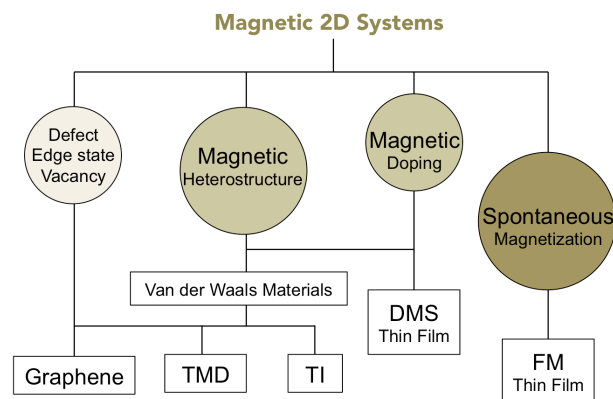 Magnetic 2D Systems
Defect
Edge state
Vacancy
Magnetic
Heterostructure
Magnetic
Doping
Spontaneous
Magnetization
Van der Waals Materials
DMS
Thin Film
Graphene
TMD
TI
FM
Thin Film